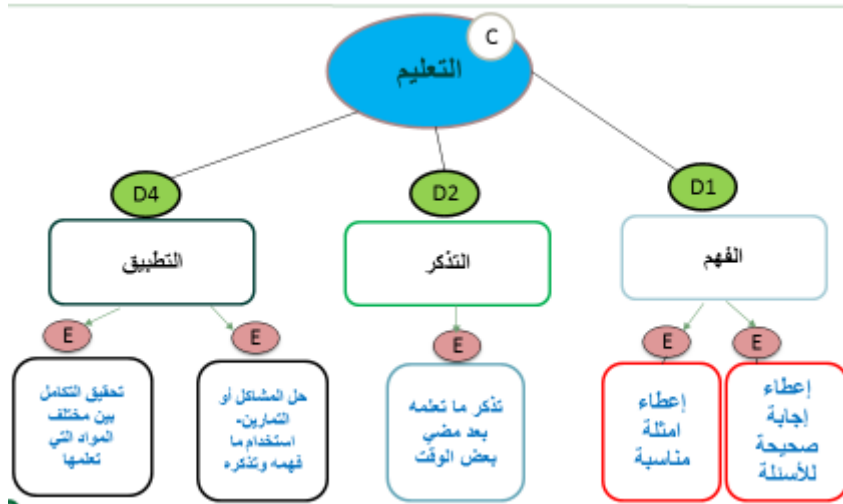 C
التعليم
D1
D2
D4
الفهم
التذكر
التطبيق
E
E
E
E
E
إعطاء
إجابة
صحيحة
للأسئلة
إعطاء
امثلة
مناسبة
تذكر ما تعلمه
بعد مضي
بعض الوقت
حل المشاكل أو
التمارين-
استخدام ما
فهمه وتذكره
تحقيق التكامل
بين مختلف
المواد التي
تعلمها